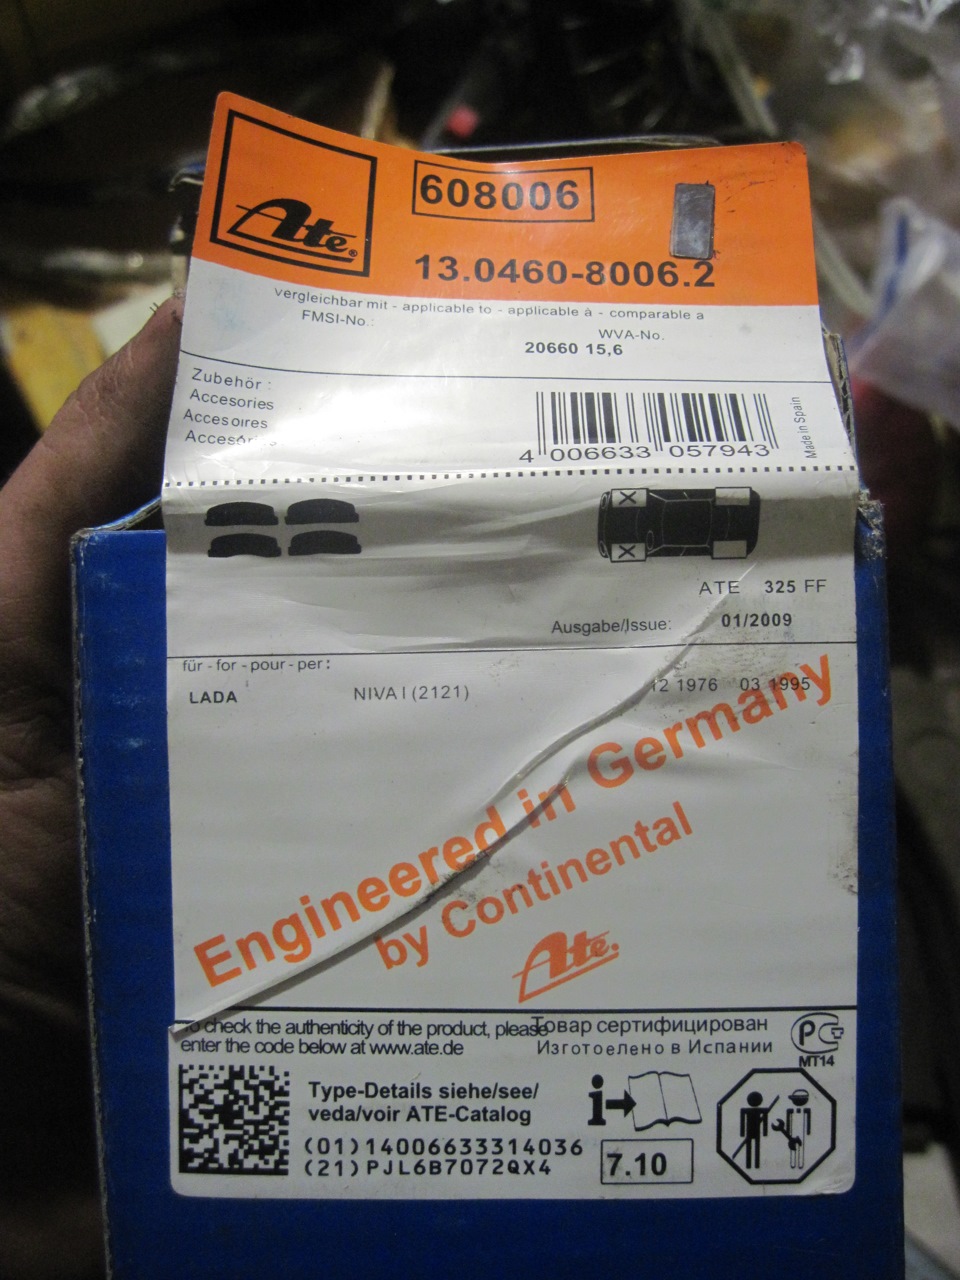 Ate®
608006
13.0460-8006.2
vergleichbar mit - applicable to - applicable à - comparable a
FMSI-No.:
WVA-No.
20660 15,6
Zubehör :
Accesories
Accesoires
4 006633 057943
Made in Spain
ATE 325 FF
Ausgabe/Issue: 01/2009
für - for - pour - per :
LADA NIVA I (2121) 12 1976 03 1995
Engineered in Germany
by Continental
Ate.
To check the authenticity of the product, please
enter the code below at www.ate.de
Товар сертифицирован
Изготоелено в Испании
РС
МТ14
Type-Details siehe/see/
veda/voir ATE-Catalog
(01)14006633314036
(21)PJL6B7072QX4
i
7.10